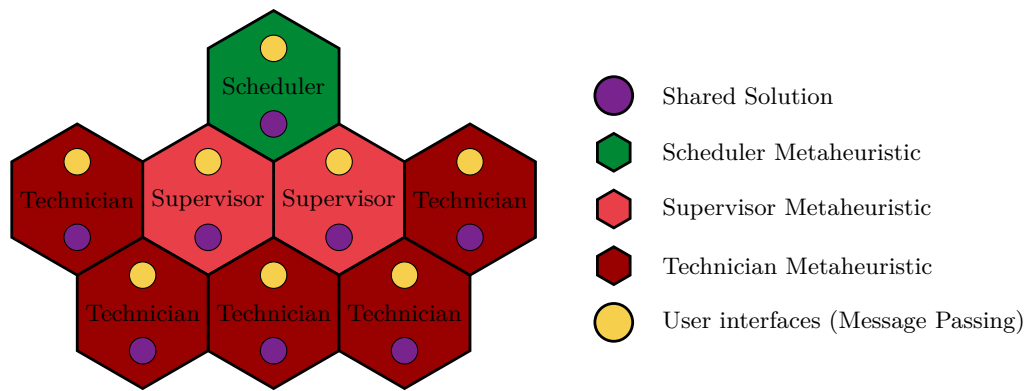 Scheduler
Technician
Supervisor
Supervisor
Technician
Technician
Technician
Technician
Shared Solution
Scheduler Metaheuristic
Supervisor Metaheuristic
Technician Metaheuristic
User interfaces (Message Passing)